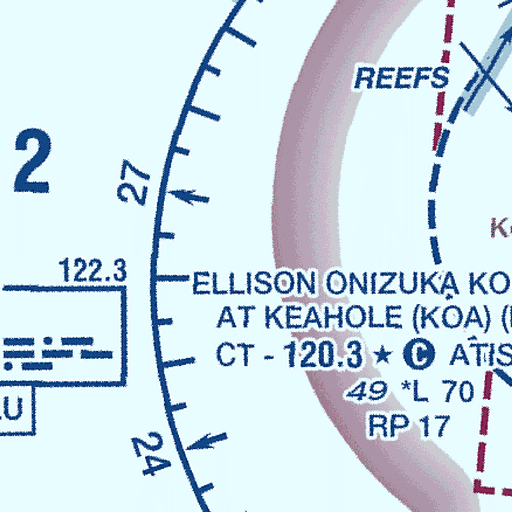 REEFS
2
27
122.3
ELLISON ONIZUKA KO
AT KEAHOLE (KOA) (
CT - 120.3 ★ C ATIS
49 *L 70
RP 17
LU
24